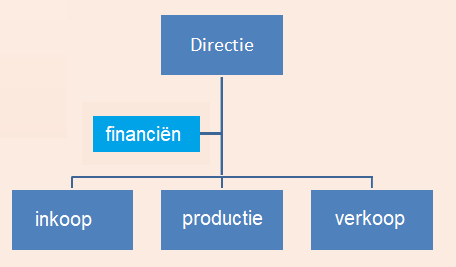 Directie
financiën
inkoop
productie
verkoop